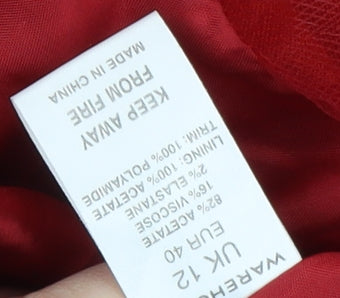 WAREHO
UK 12
EUR 40
82% ACETATE
16% VISCOSE
2% ELASTANE
LINING: 100% ACETATE
TRIM: 100% POLYAMIDE
KEEP AWAY
FROM FIRE
MADE IN CHINA